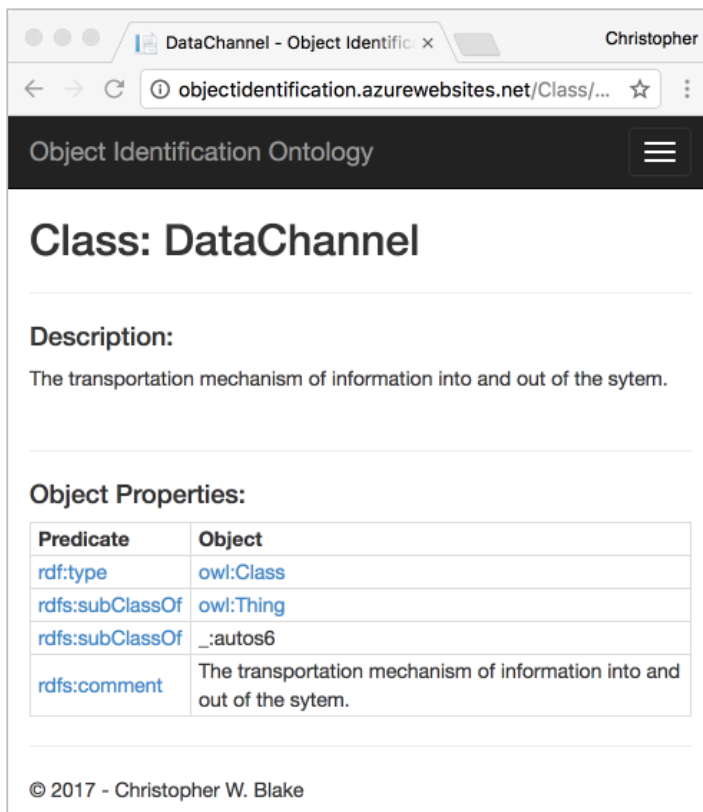 DataChannel - Object Identific
Christopher
objectidentification.azurewebsites.net/Class/...
Object Identification Ontology
Class: DataChannel
Description:
The transportation mechanism of information into and out of the sytem.
Object Properties:
Predicate Object
rdf:type owl:Class
rdfs:subClassOf owl:Thing
rdfs:subClassOf _:autos6
rdfs:comment The transportation mechanism of information into and
out of the sytem.
© 2017 - Christopher W. Blake